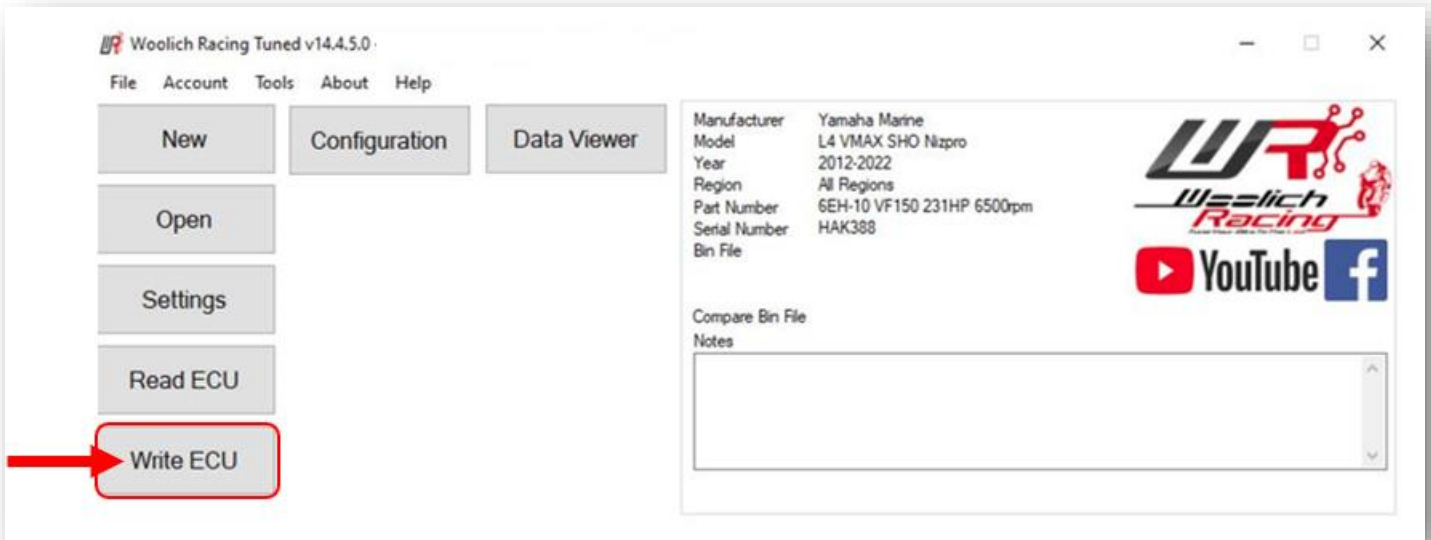 Woolich Racing Tuned v14.4.5.0
File Account Tools About Help
New Configuration Data Viewer
Open
Settings
Read ECU
Write ECU
Manufacturer Yamaha Marine
Model L4 VMAX SHO Nizpro
Year 2012-2022
Region All Regions
Part Number 6EH-10 VF150 231HP 6500rpm
Serial Number HAK388
Bin File
Compare Bin File
Notes
Woolich
Racing
YouTube